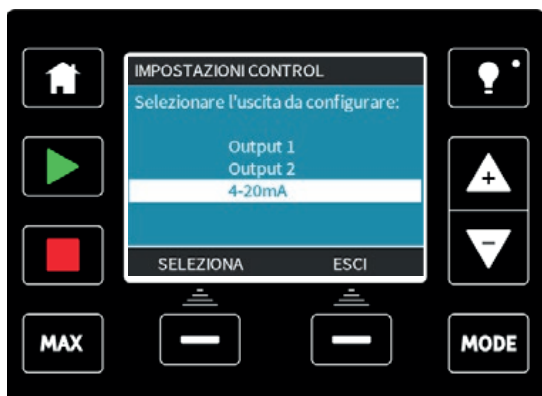 IMPOSTAZIONI CONTROL
Selezionare l'uscita da configurare:
Output 1
Output 2
4-20mA
SELEZIONA ESCI
+
-
MAX
MODE